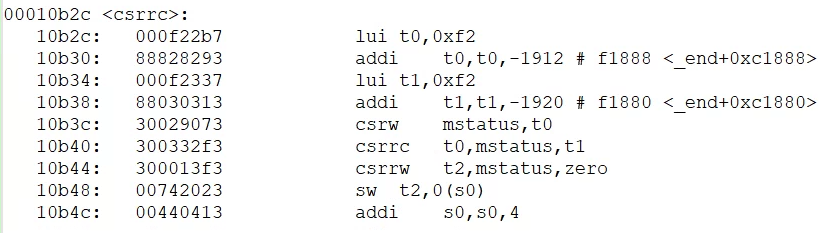 00010b2c <csrrc>:
10b2c: 000f22b7 lui t0,0xf2
10b30: 88828293 addi t0,t0,-1912 # f1888 <_end+0xc1888>
10b34: 000f2337 lui t1,0xf2
10b38: 88030313 addi t1,t1,-1920 # f1880 <_end+0xc1880>
10b3c: 30029073 csrw mstatus,t0
10b40: 300332f3 csrrc t0,mstatus,t1
10b44: 300013f3 csrrw t2,mstatus,zero
10b48: 00742023 sw t2,0(s0)
10b4c: 00440413 addi s0,s0,4